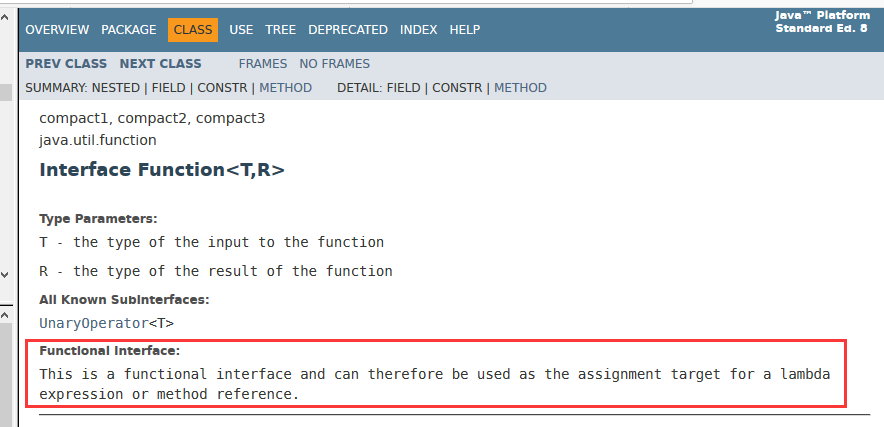 Java™ Platform
Standard Ed. 8
OVERVIEW PACKAGE CLASS USE TREE DEPRECATED INDEX HELP
PREV CLASS NEXT CLASS FRAMES NO FRAMES
SUMMARY: NESTED | FIELD | CONSTR | METHOD DETAIL: FIELD | CONSTR | METHOD
compact1, compact2, compact3
java.util.function
Interface Function<T,R>
Type Parameters:
T - the type of the input to the function
R - the type of the result of the function
All Known Subinterfaces:
UnaryOperator<T>
Functional Interface:
This is a functional interface and can therefore be used as the assignment target for a lambda
expression or method reference.